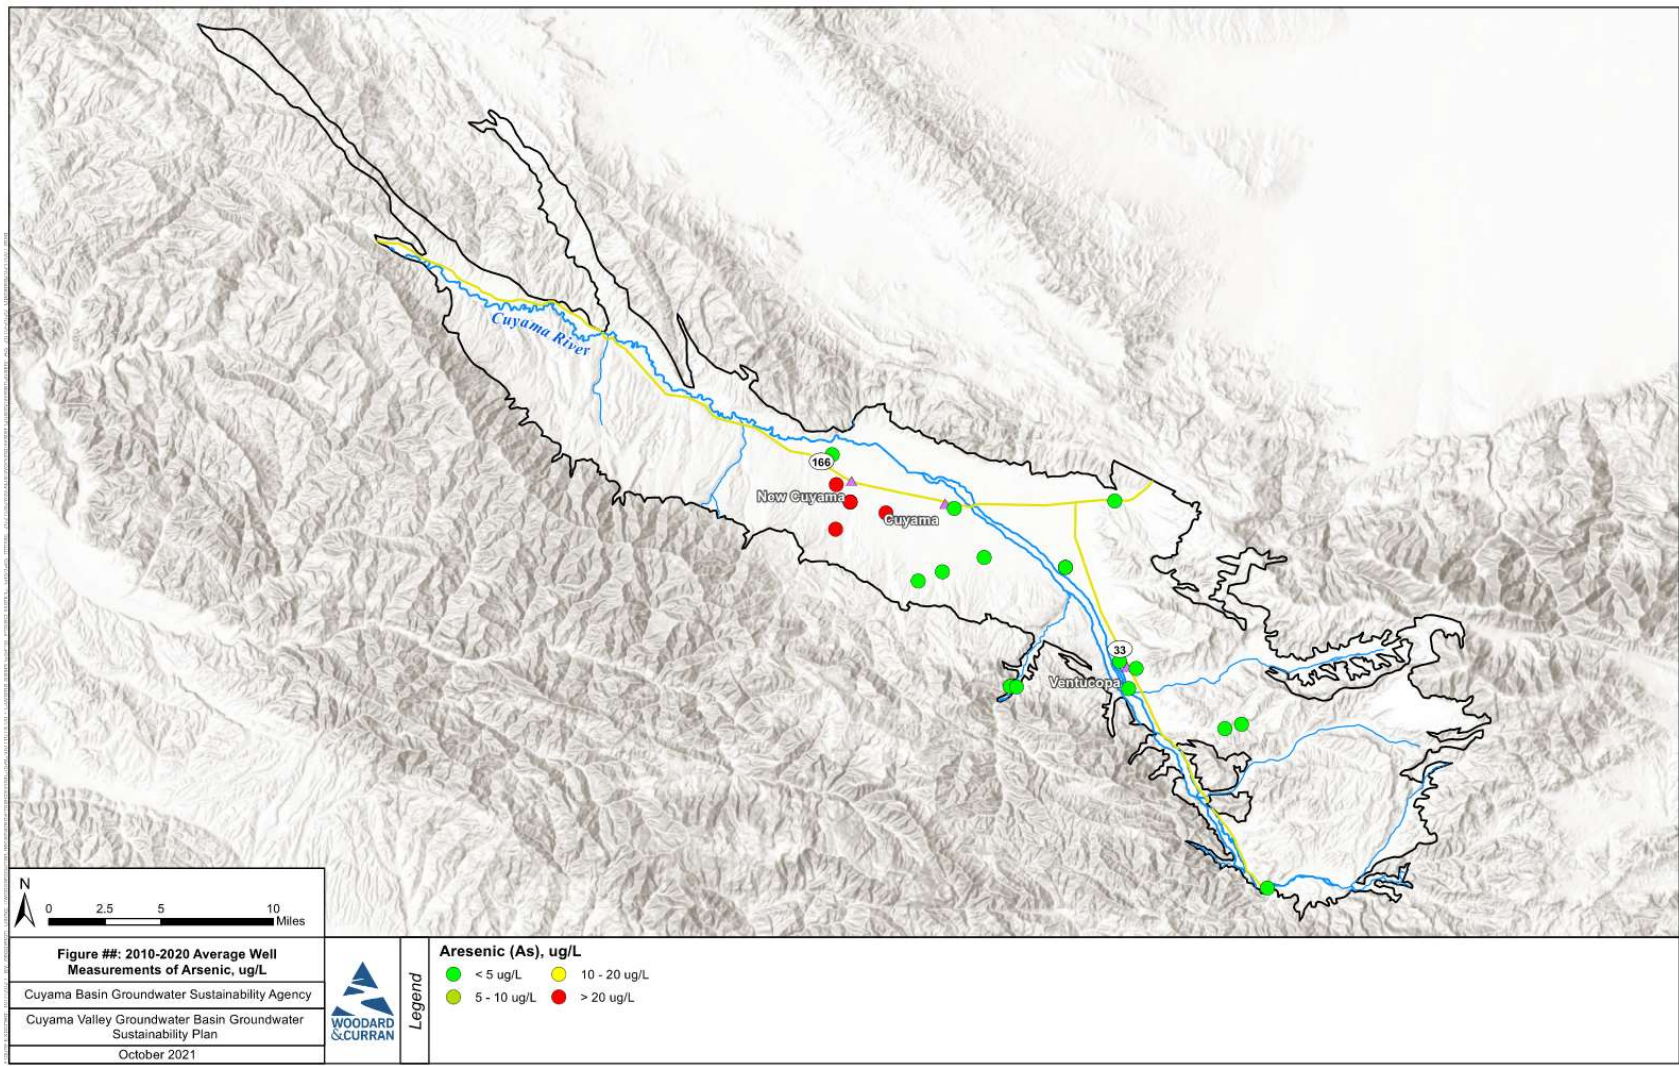 Cuyama River
166
New Cuyama
Cuyama
33
Ventucopa
N
0 2.5 5 10 Miles
Figure ##: 2010-2020 Average Well
Measurements of Arsenic, ug/L
Cuyama Basin Groundwater Sustainability Agency
Cuyama Valley Groundwater Basin Groundwater
Sustainability Plan
October 2021
WOODARD
&CURRAN
Legend
Aresenic (As), ug/L
< 5 ug/L
5 - 10 ug/L
10 - 20 ug/L
> 20 ug/L